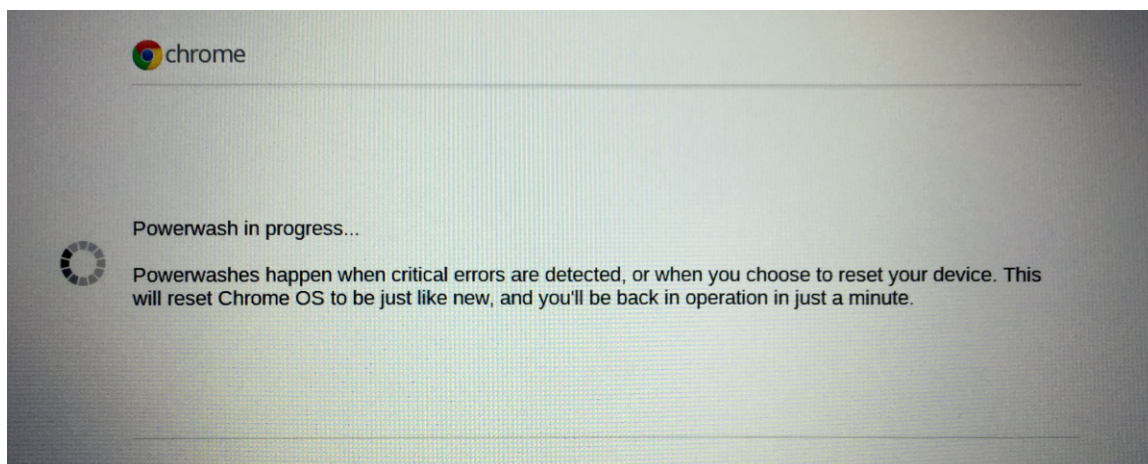 chrome
Powerwash in progress...
Powerwashes happen when critical errors are detected, or when you choose to reset your device. This
will reset Chrome OS to be just like new, and you'll be back in operation in just a minute.